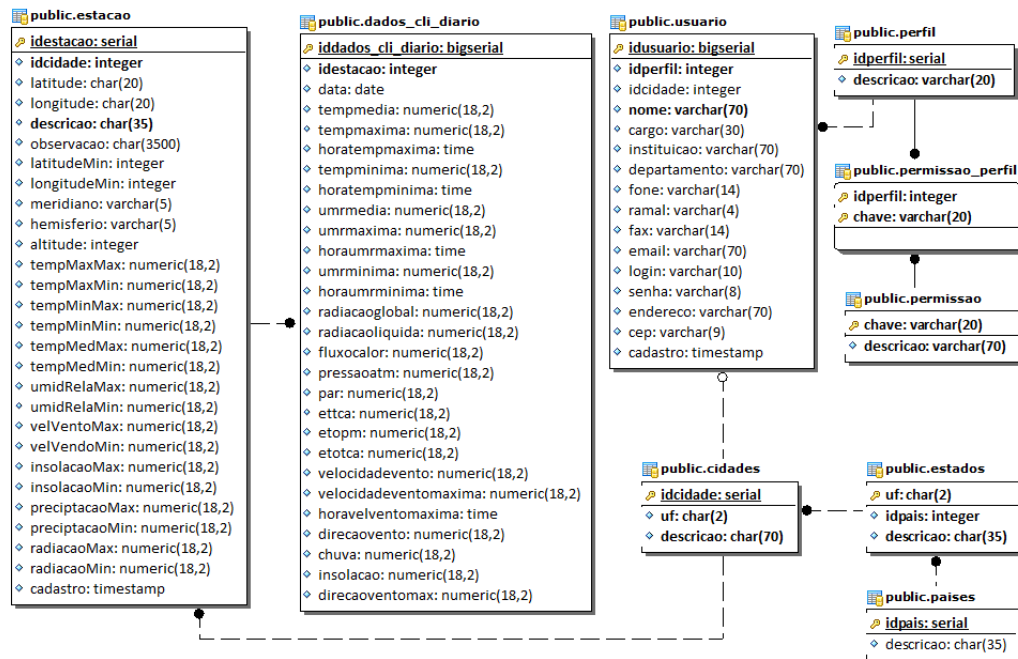 public.estacao
idestacao: serial
idcidade: integer
latitude: char(20)
longitude: char(20)
descricao: char(35)
observacao: char(3500)
latitudeMin: integer
longitudeMin: integer
meridiano: varchar(5)
hemisferio: varchar(5)
altitude: integer
tempMaxMax: numeric(18,2)
tempMaxMin: numeric(18,2)
tempMinMax: numeric(18,2)
tempMinMin: numeric(18,2)
tempMedMax: numeric(18,2)
tempMedMin: numeric(18,2)
umidRelaMax: numeric(18,2)
umidRelaMin: numeric(18,2)
velVentoMax: numeric(18,2)
velVendoMin: numeric(18,2)
insolacaoMax: numeric(18,2)
insolacaoMin: numeric(18,2)
preciptacaoMax: numeric(18,2)
preciptacaoMin: numeric(18,2)
radiacaoMax: numeric(18,2)
radiacaoMin: numeric(18,2)
cadastro: timestamp
public.dados_cli_diario
iddados_cli_diario: bigserial
idestacao: integer
data: date
tempmedia: numeric(18,2)
tempmaxima: numeric(18,2)
horatempmaxima: time
tempminima: numeric(18,2)
horatempminima: time
umrmedia: numeric(18,2)
umrmaxima: numeric(18,2)
horaumrmaxima: time
umrminima: numeric(18,2)
horaumrminima: time
radiacaoglobal: numeric(18,2)
radiacaoliquida: numeric(18,2)
fluxocalor: numeric(18,2)
pressaoatm: numeric(18,2)
par: numeric(18,2)
ettca: numeric(18,2)
etopm: numeric(18,2)
etotca: numeric(18,2)
velocidadevento: numeric(18,2)
velocidadeventomaxima: numeric(18,2)
horavelventomaxima: time
direcaovento: numeric(18,2)
chuva: numeric(18,2)
insolacao: numeric(18,2)
direcaoventomax: numeric(18,2)
public.usuario
idusuario: bigserial
idperfil: integer
idcidade: integer
nome: varchar(70)
cargo: varchar(30)
instituicao: varchar(70)
departamento: varchar(70)
fone: varchar(14)
ramal: varchar(4)
fax: varchar(14)
email: varchar(70)
login: varchar(10)
senha: varchar(8)
endereco: varchar(70)
cep: varchar(9)
cadastro: timestamp
public.perfil
idperfil: serial
descricao: varchar(20)
public.permissão_perfil
idperfil: integer
chave: varchar(20)
public.permissao
chave: varchar(20)
descricao: varchar(70)
public.cidades
idcidade: serial
uf: char(2)
descricao: char(70)
public.estados
uf: char(2)
idpais: integer
descricao: char(35)
public.paises
idpais: serial
descricao: char(35)